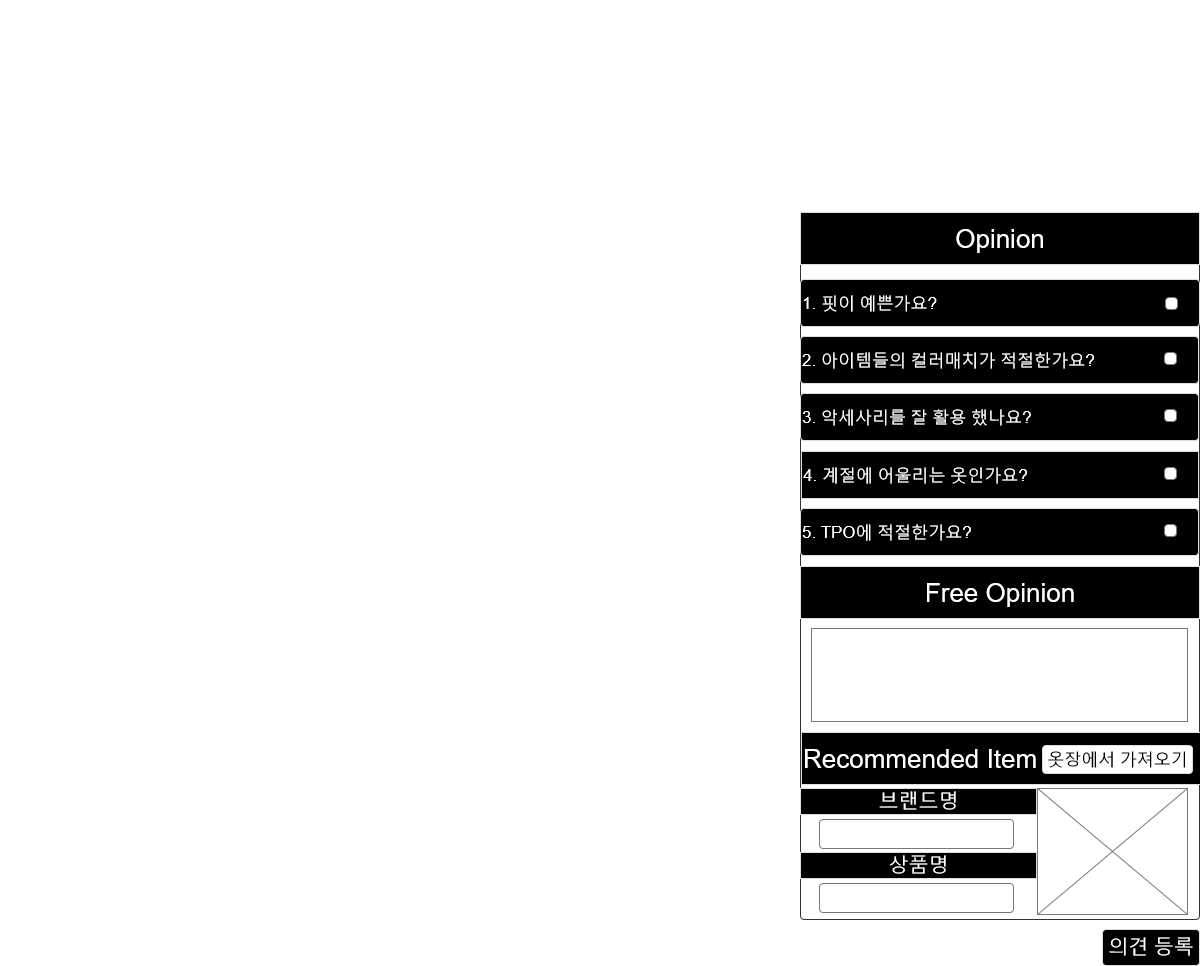 Opinion
1. 핏이 예쁜가요?
2. 아이템들의 컬러매치가 적절한가요?
3. 악세사리를 잘 활용 했나요?
4. 계절에 어울리는 옷인가요?
5. TPO에 적절한가요?
Free Opinion
Recommended Item 옷장에서 가져오기
브랜드명
상품명
의견 등록